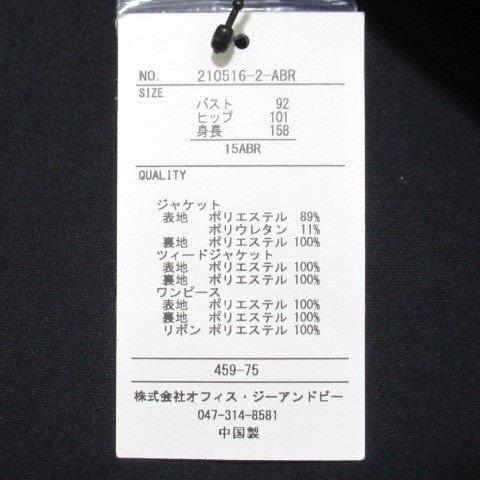 NO. 210516-2-ABR
SIZE
バスト 92
ヒップ 101
身長 158
15ABR
QUALITY
ジャケット
表地 ポリエステル 89%
ポリウレタン 11%
裏地 ポリエステル 100%
ツィードジャケット
表地 ポリエステル 100%
裏地 ポリエステル 100%
ワンピース
表地 ポリエステル 100%
裏地 ポリエステル 100%
リボン ポリエステル 100%
459-75
株式会社オフィス・ジーアンドビー
047-314-8581
中国製